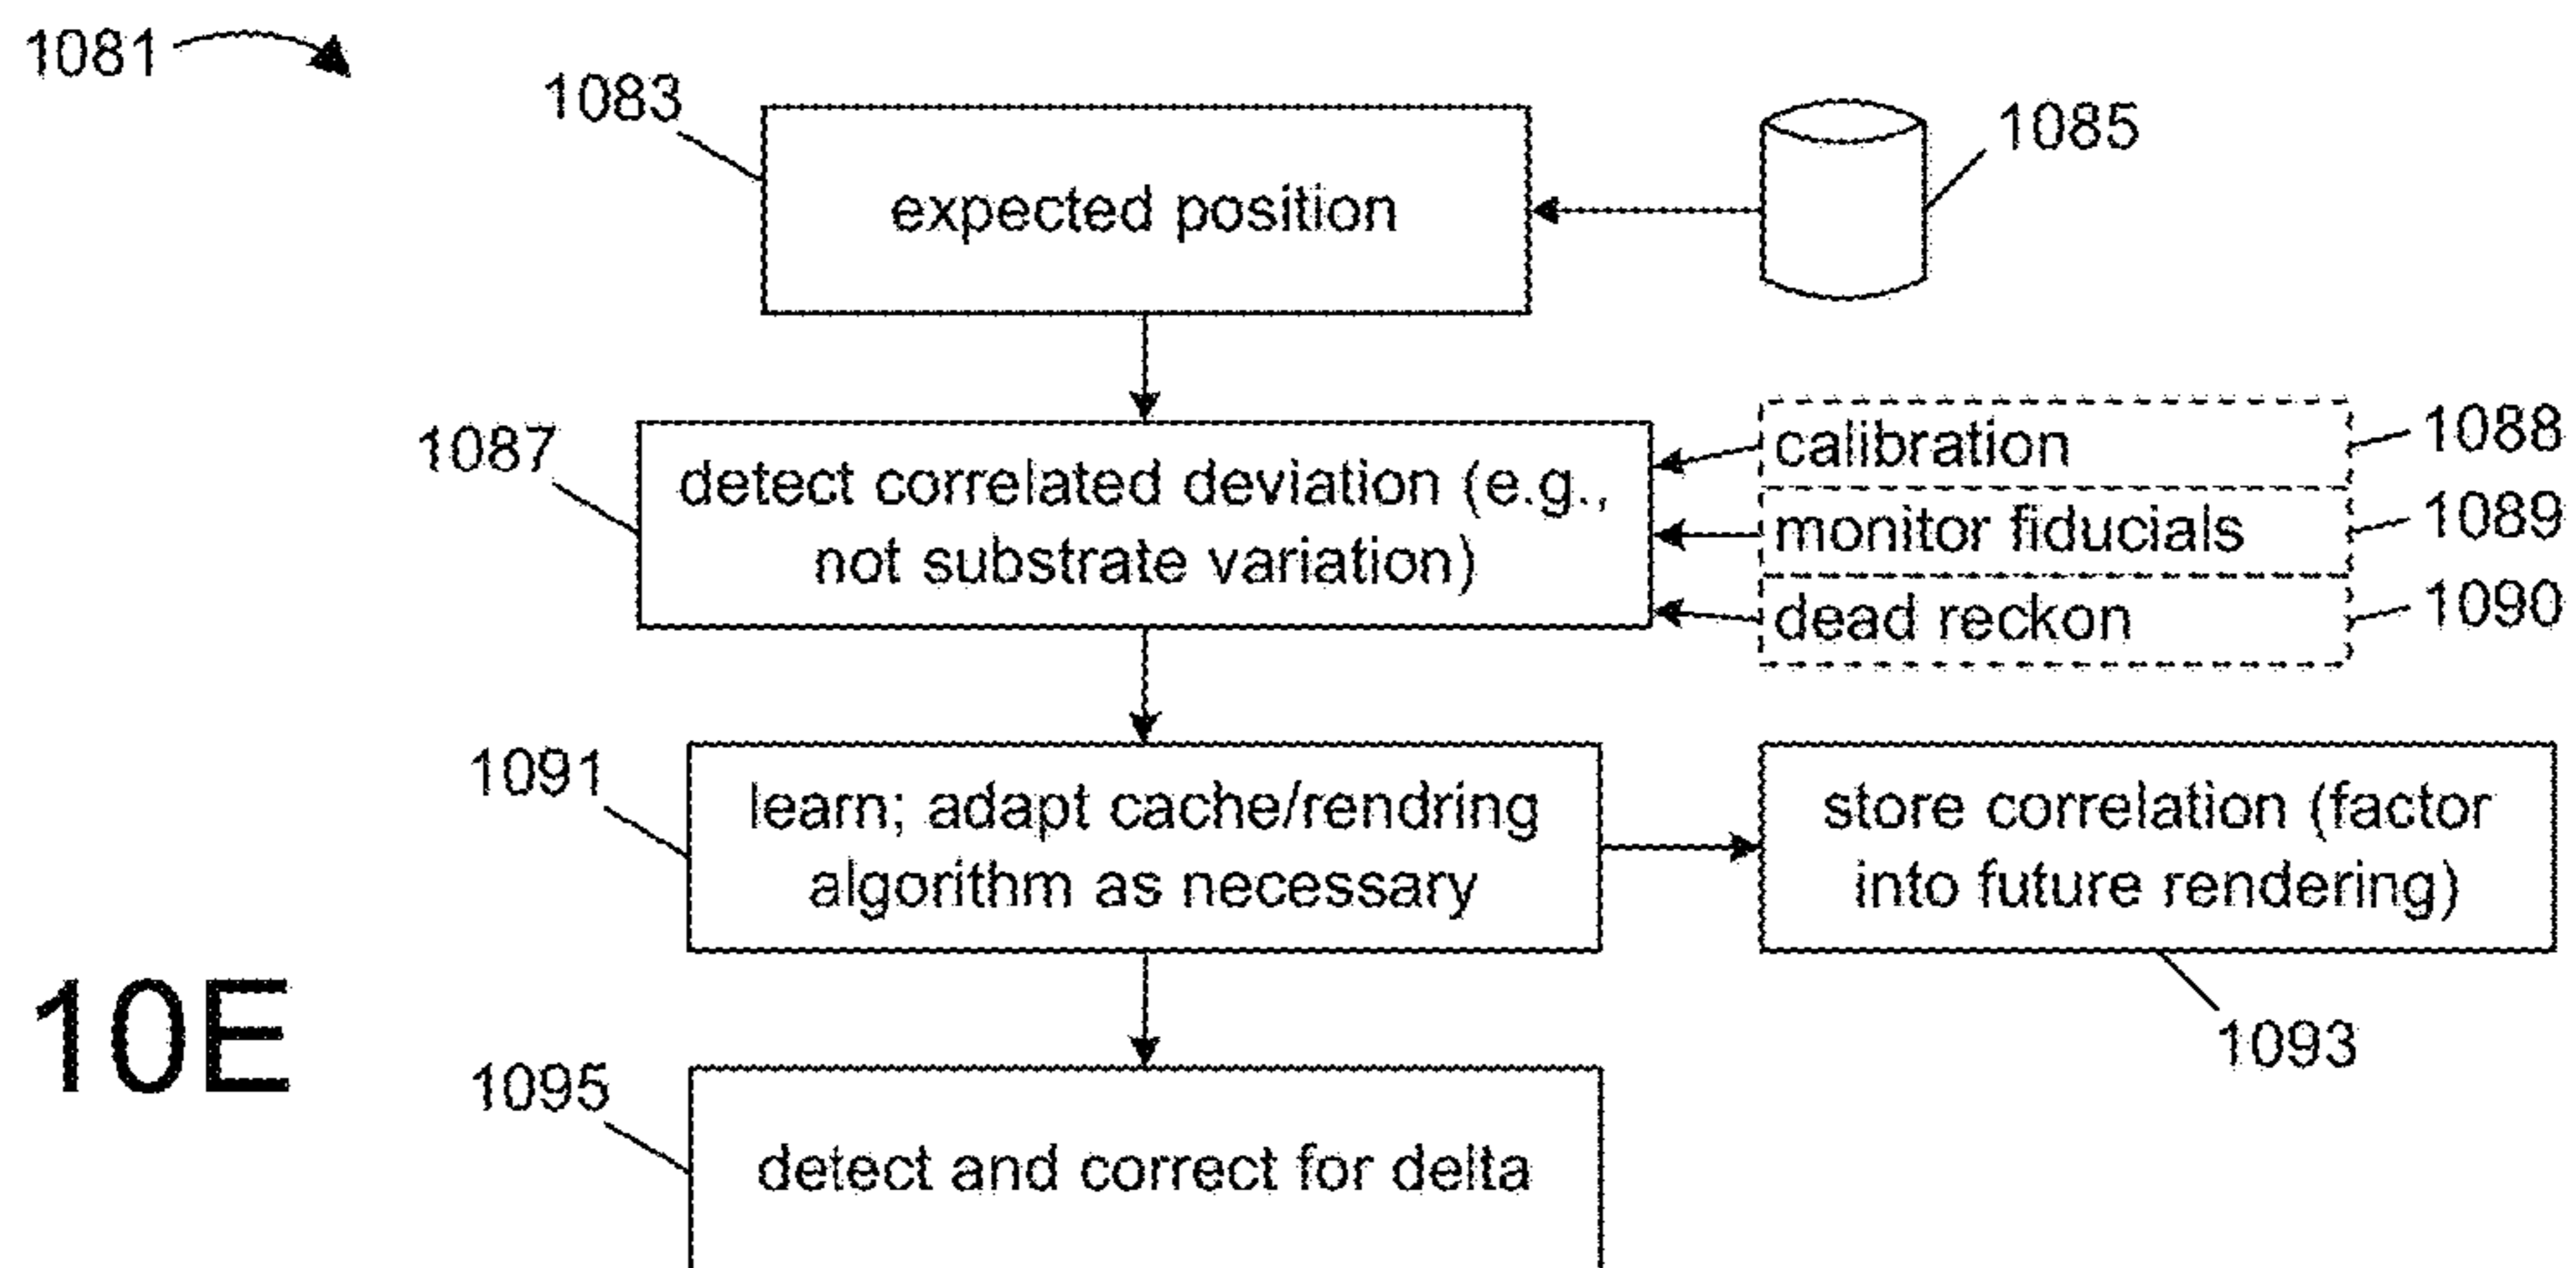 1081
1083
expected position
1085
1087
detect correlated deviation (e.g.,
not substrate variation)
calibration
1088
monitor fiducials
1089
dead reckon
1090
1091
learn; adapt cache/rendring
algorithm as necessary
store correlation (factor
into future rendering)
1093
10E
1095
detect and correct for delta